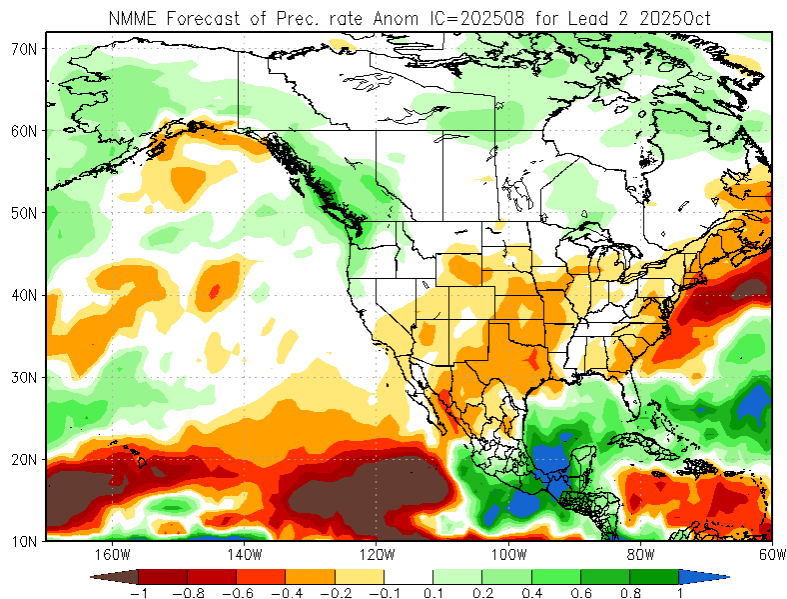 NMME Forecast of Prec. rate Anom IC=202508 for Lead 2 2025Oct
70N
60N
50N
40N
30N
20N
10N
160W 140W 120W 100W 80W 60W
−1 −0.8 −0.6 −0.4 −0.2 −0.1 0.1 0.2 0.4 0.6 0.8 1